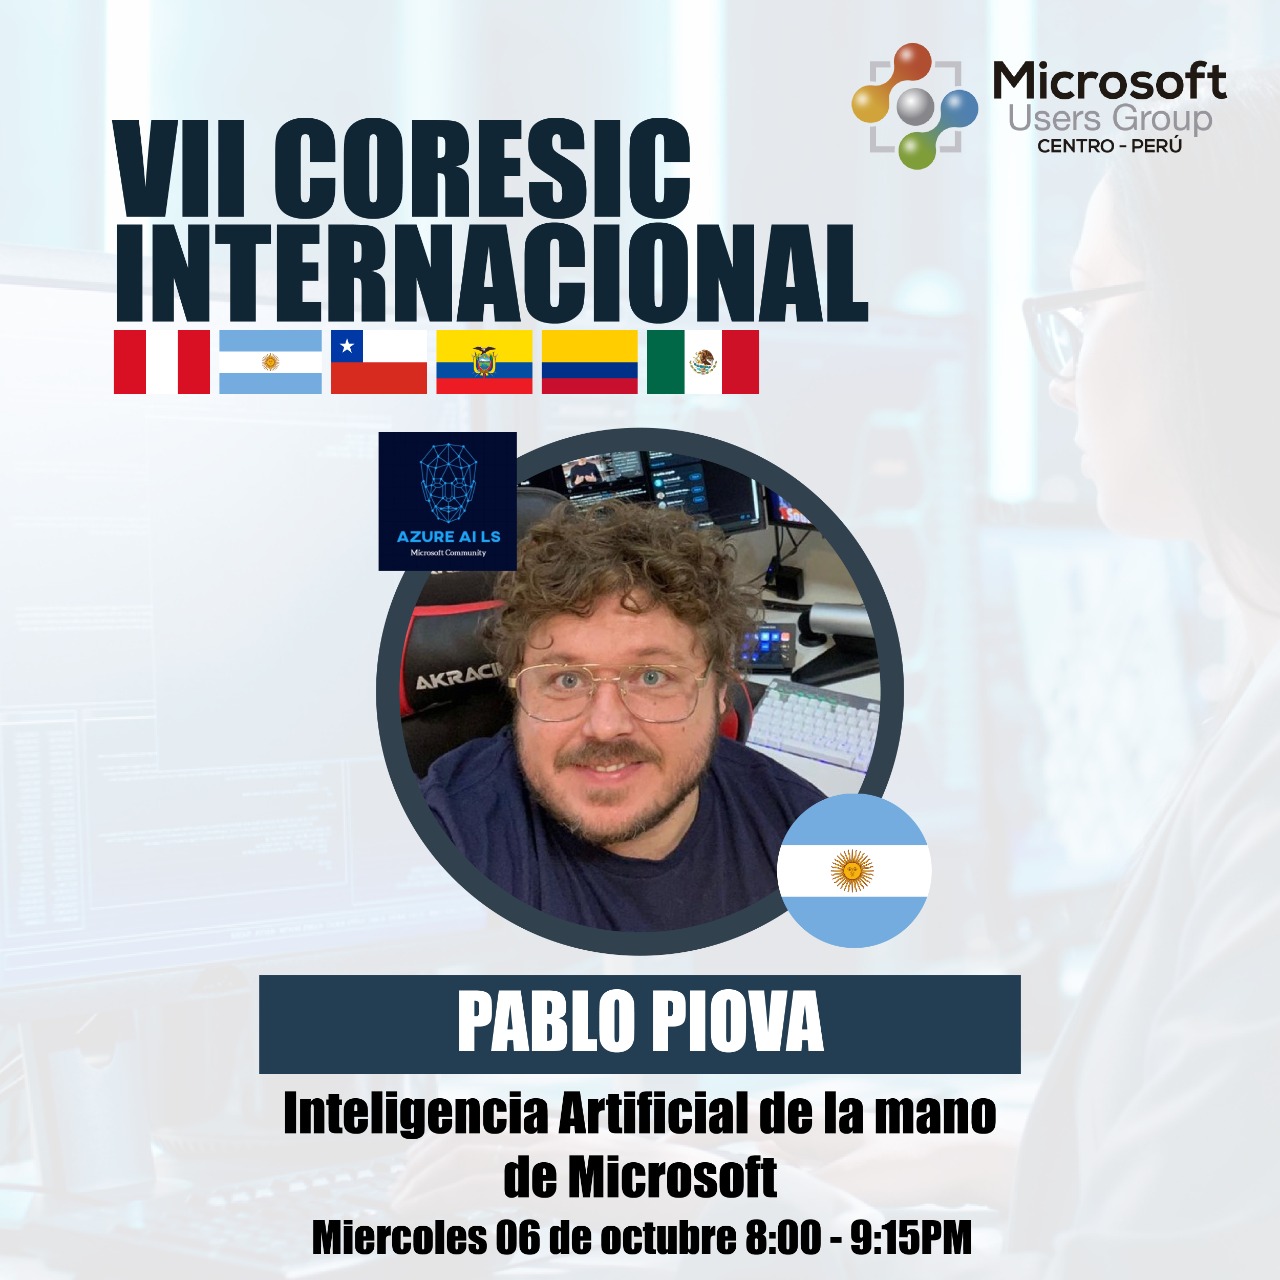 Microsoft
Users Group
CENTRO - PERÚ
VII CORESIC
INTERNACIONAL
AZURE AI LS
Microsoft Community
AKRACIN
PABLO PIOVA
Inteligencia Artificial de la mano
de Microsoft
Miercoles 06 de octubre 8:00 - 9:15PM